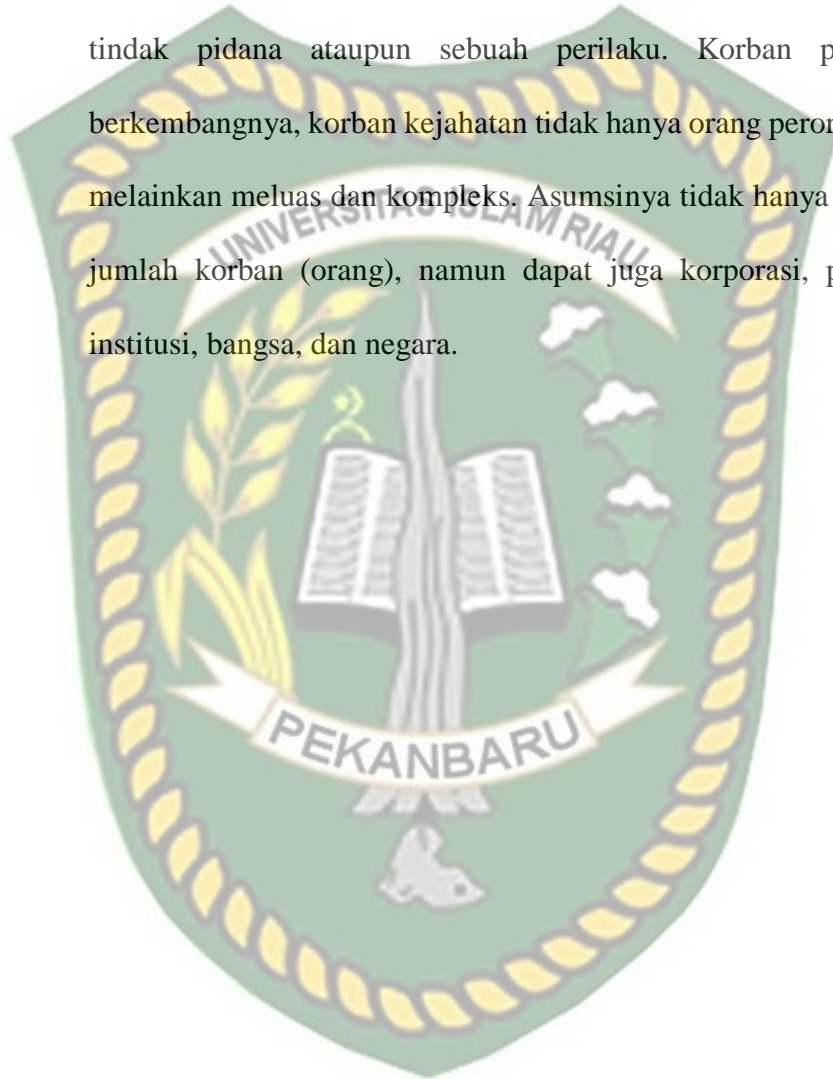 tindak pidana ataupun sebuah perilaku. Korban p
berkembangnya, korban kejahatan tidak hanya orang peror
melainkan meluas dan kompleks. Asumsinya tidak hanya
UNIVERSITAS ISLAM RIAU
jumlah korban (orang), namun dapat juga korporasi, p
institusi, bangsa, dan negara.
PEKANBARU